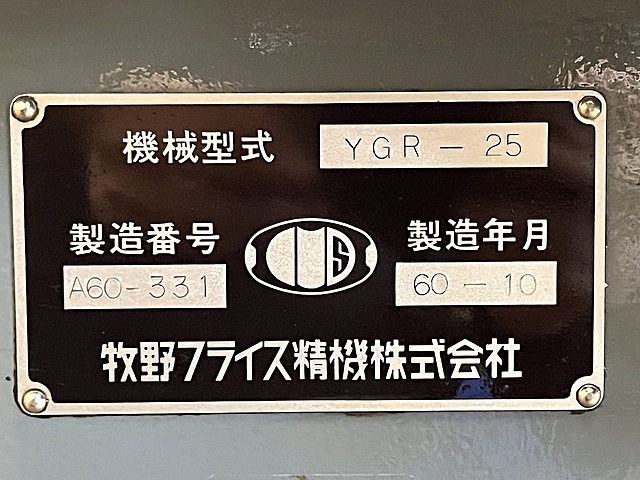 機械型式 YGR-25
製造番号 製造年月
A60-331 60-10
牧野フライス精機株式会社